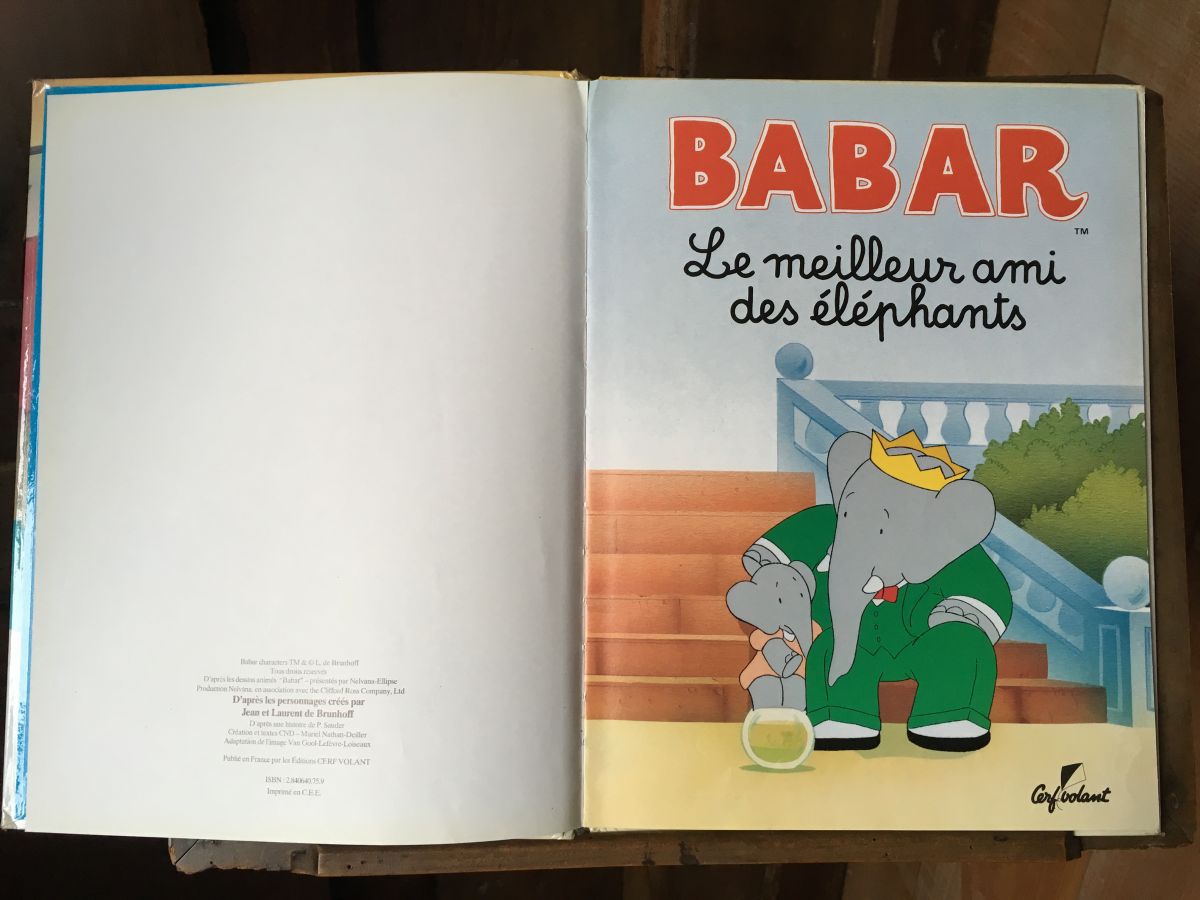 Babar characters TM & © L. de Brunhoff
Tous droits réservés
D'après les dessins animés "Babar" – présentés par Nelvana-Ellipse
Production Nelvina, en association avec the Clifford Ross Company, Ltd
D'après les personnages créés par
Jean et Laurent de Brunhoff
D'après une histoire de P. Sauder
Création et textes CND – Muriel Nathan-Deiller
Adaptation de l'image Van Gool-Lefèvre-Loiseaux
Publié en France par les Éditions CERF VOLANT
ISBN : 2.840640.75.9
Imprimé en C.E.E.
BABAR
TM
Le meilleur ami
des éléphants
Cerf volant